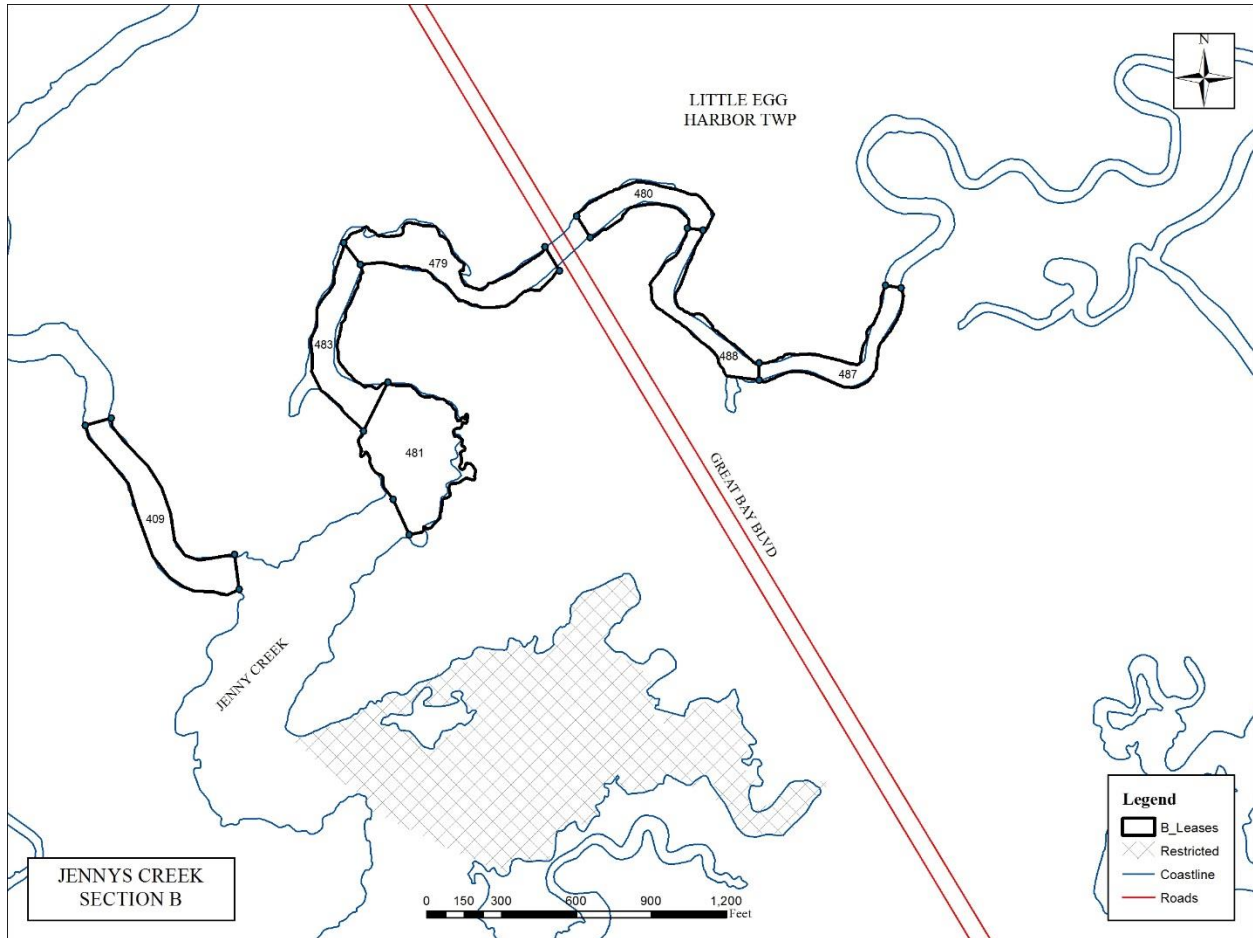 N
LITTLE EGG
HARBOR TWP
480
479
483
488
487
481
409
GREAT BAY BLVD
JENNY CREEK
Legend
B_Leases
Restricted
Coastline
Roads
JENNYS CREEK
SECTION B
0 150 300 600 900 1,200
Feet